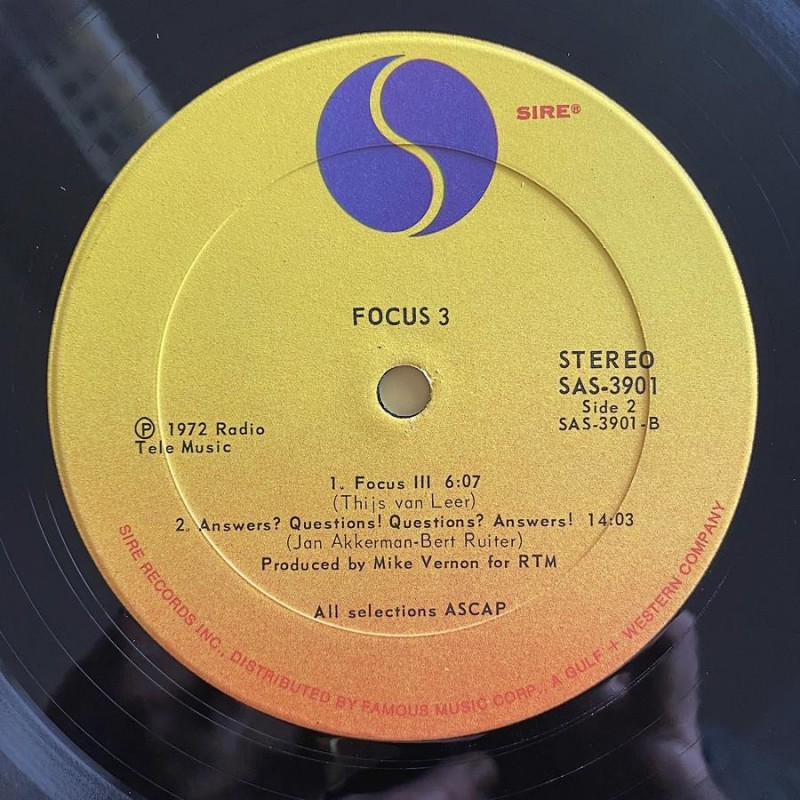 SIRE®
FOCUS 3
STEREO
SAS-3901
Side 2
SAS-3901-B
℗ 1972 Radio
Tele Music
1. Focus III 6:07
(Thijs van Leer)
2. Answers? Questions! Questions? Answers! 14:03
(Jan Akkerman-Bert Ruiter)
Produced by Mike Vernon for RTM
All selections ASCAP
SIRE RECORDS INC., DISTRIBUTED BY FAMOUS MUSIC CORP., A GULF + WESTERN COMPANY